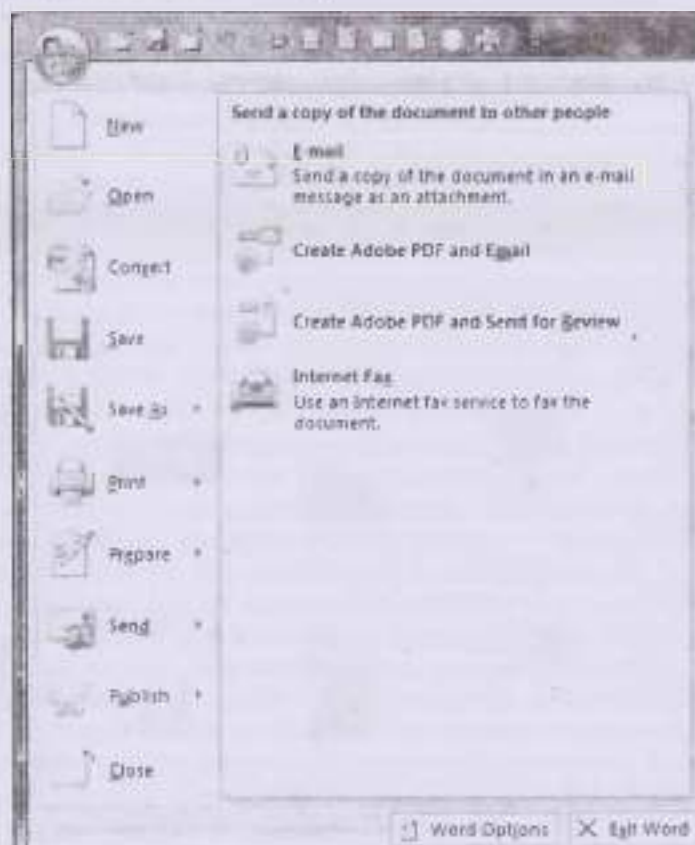 New
Open
Convert
Save
Save As
Print
Prepare
Send
Publish
Close
Send a copy of the document to other people
E-mail
Send a copy of the document in an e-mail
message as an attachment.
Create Adobe PDF and Email
Create Adobe PDF and Send for Review
Internet Fax
Use an Internet fax service to fax the
document.
Word Options
Exit Word